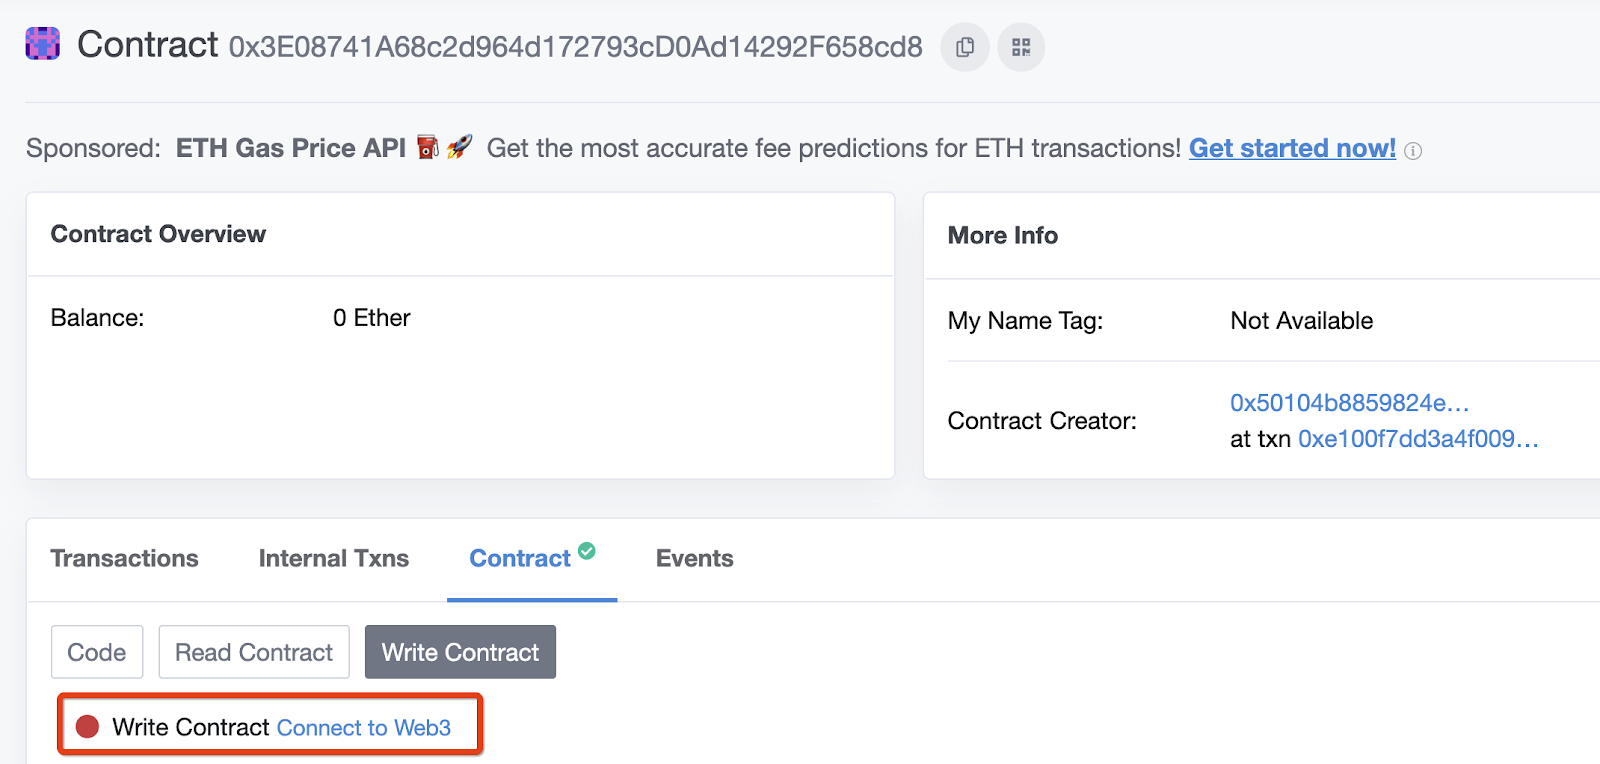 Contract 0x3E08741A68c2d964d172793cD0Ad14292F658cd8
Sponsored: ETH Gas Price API ⛽🚀 Get the most accurate fee predictions for ETH transactions! Get started now!
Contract Overview
Balance: 0 Ether
More Info
My Name Tag: Not Available
Contract Creator: 0x50104b8859824e...
at txn 0xe100f7dd3a4f009...
Transactions Internal Txns Contract Events
Code Read Contract Write Contract
Write Contract Connect to Web3